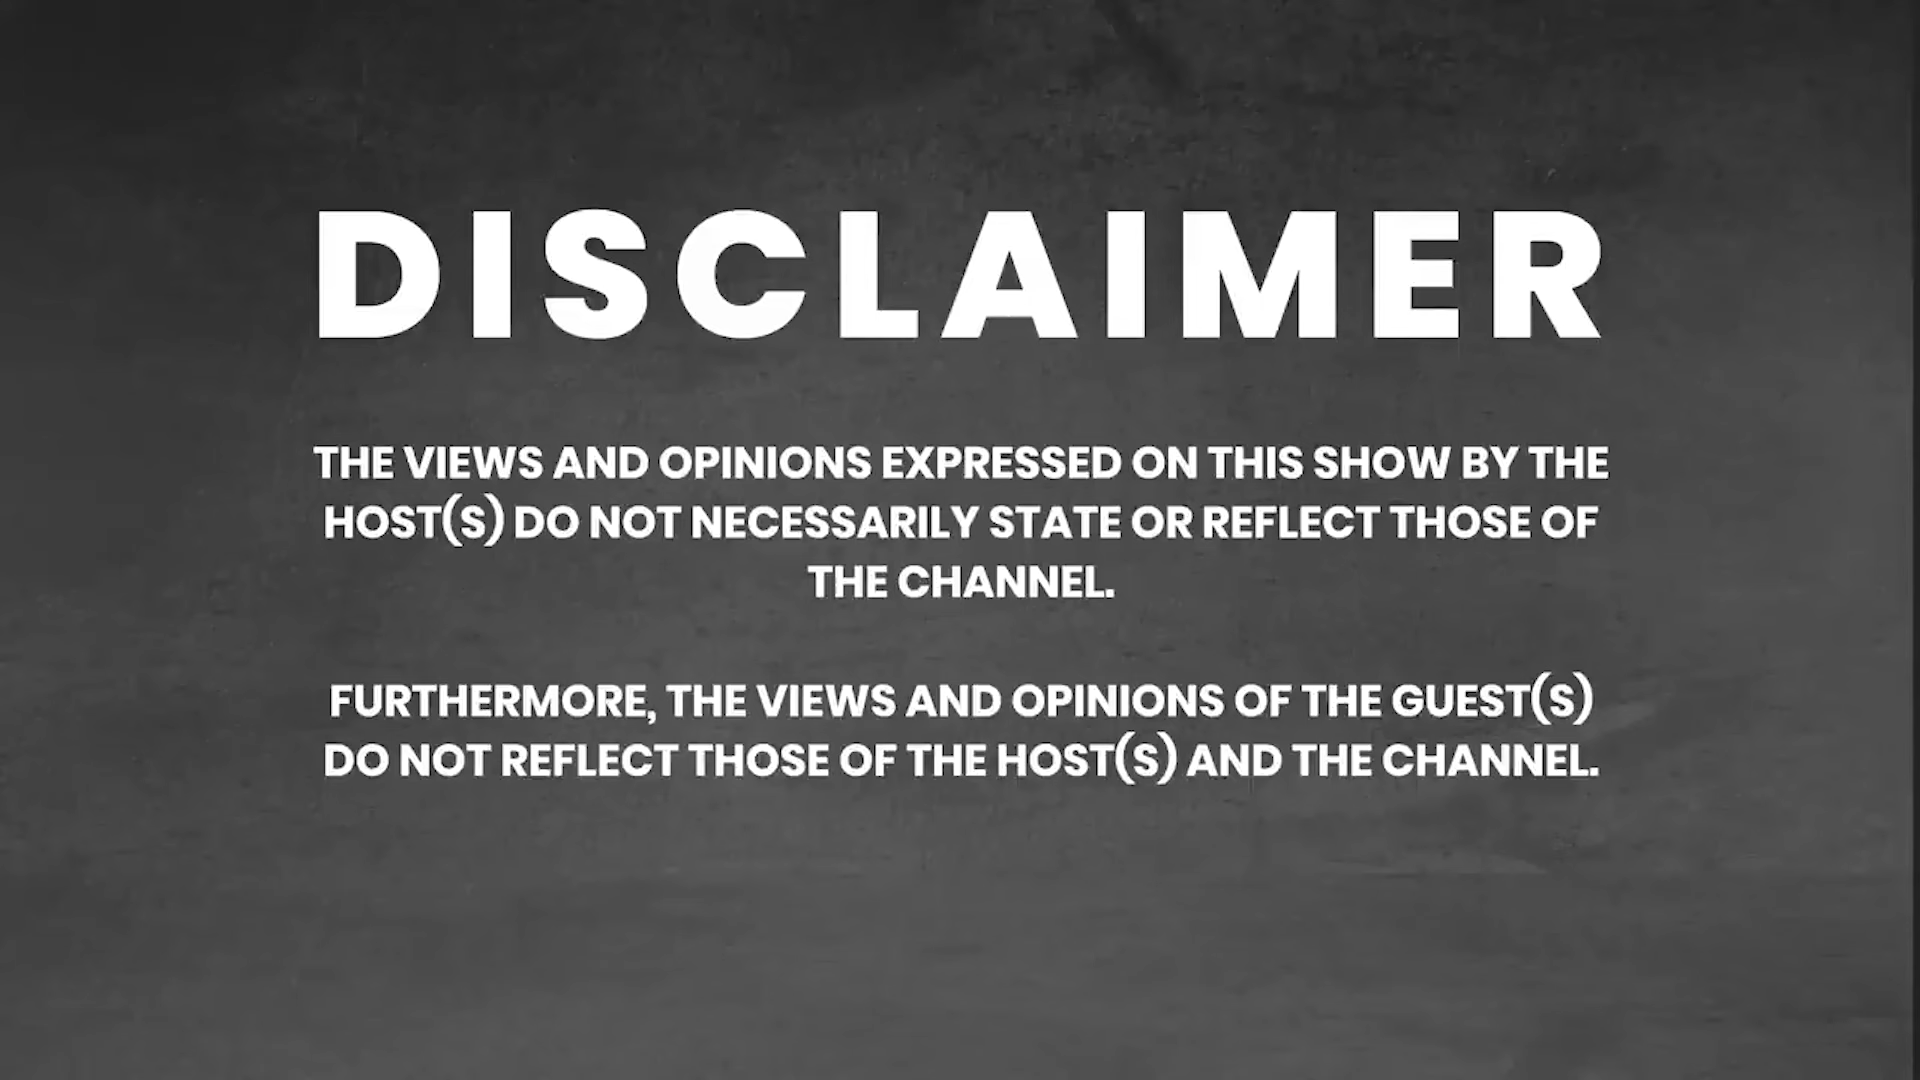 DISCLAIMER
THE VIEWS AND OPINIONS EXPRESSED ON THIS SHOW BY THE
HOST(S) DO NOT NECESSARILY STATE OR REFLECT THOSE OF
THE CHANNEL.
FURTHERMORE, THE VIEWS AND OPINIONS OF THE GUEST(S)
DO NOT REFLECT THOSE OF THE HOST(S) AND THE CHANNEL.